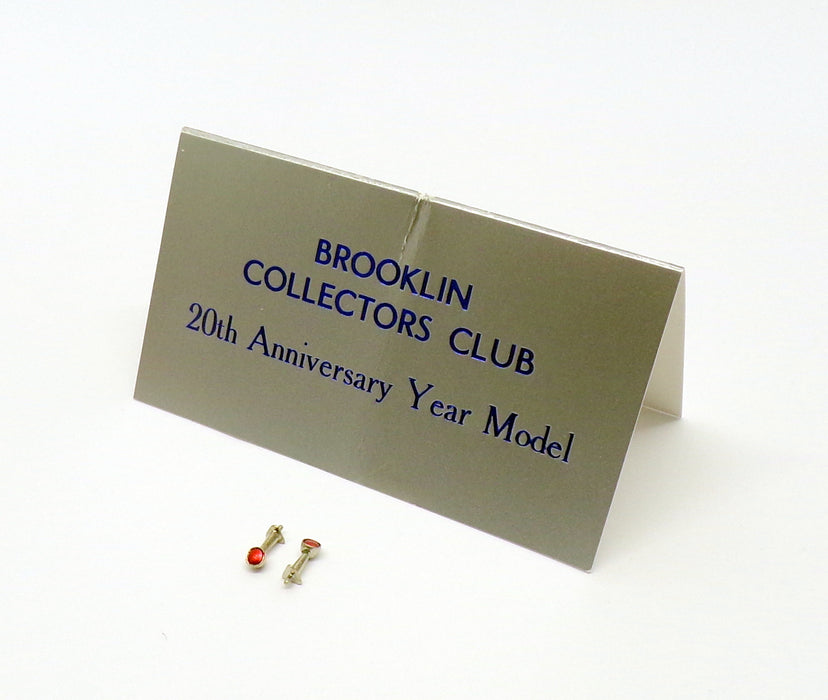 BROOKLIN
COLLECTORS CLUB
20th Anniversary Year Model